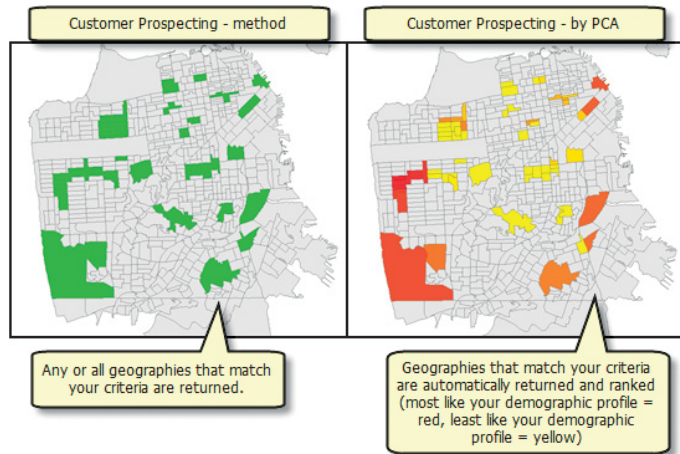 Customer Prospecting - method
Customer Prospecting - by PCA
Any or all geographies that match
your criteria are returned.
Geographies that match your criteria
are automatically returned and ranked
(most like your demographic profile =
red, least like your demographic
profile = yellow)